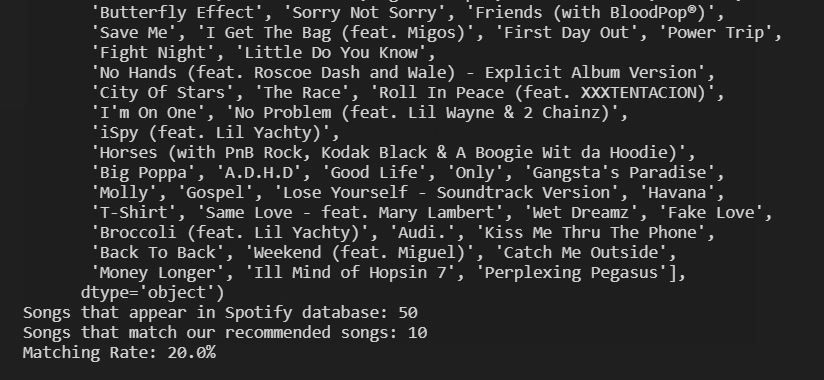 'Butterfly Effect', 'Sorry Not Sorry', 'Friends (with BloodPop®)',
'Save Me', 'I Get The Bag (feat. Migos)', 'First Day Out', 'Power Trip',
'Fight Night', 'Little Do You Know',
'No Hands (feat. Roscoe Dash and Wale) - Explicit Album Version',
'City Of Stars', 'The Race', 'Roll In Peace (feat. XXXTENTACION)',
'I'm On One', 'No Problem (feat. Lil Wayne & 2 Chainz)',
'iSpy (feat. Lil Yachty)',
'Horses (with PnB Rock, Kodak Black & A Boogie Wit da Hoodie)',
'Big Poppa', 'A.D.H.D', 'Good Life', 'Only', 'Gangsta's Paradise',
'Molly', 'Gospel', 'Lose Yourself - Soundtrack Version', 'Havana',
'T-Shirt', 'Same Love - feat. Mary Lambert', 'Wet Dreamz', 'Fake Love',
'Broccoli (feat. Lil Yachty)', 'Audi.', 'Kiss Me Thru The Phone',
'Back To Back', 'Weekend (feat. Miguel)', 'Catch Me Outside',
'Money Longer', 'Ill Mind of Hopsin 7', 'Perplexing Pegasus'],
dtype='object')
Songs that appear in Spotify database: 50
Songs that match our recommended songs: 10
Matching Rate: 20.0%